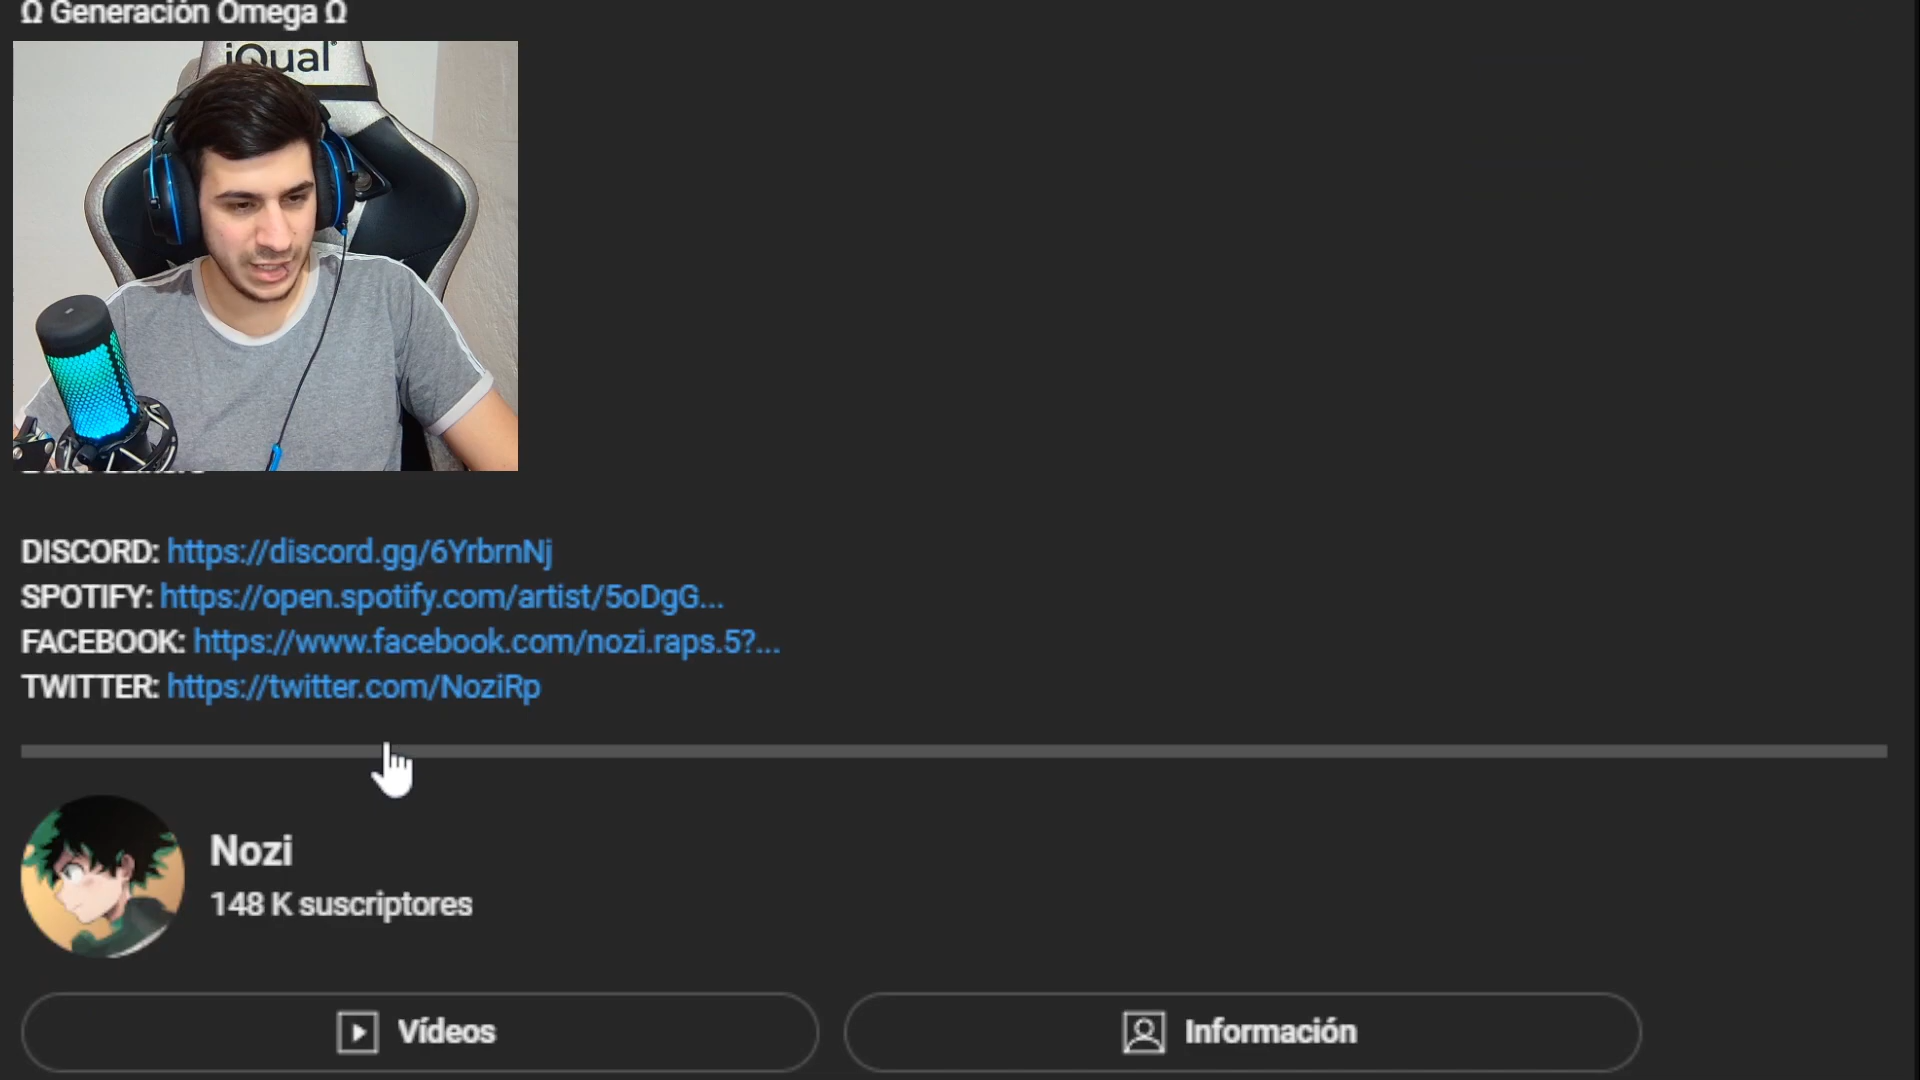 Ω Generación Omega Ω
iQual
DISCORD: https://discord.gg/6YrbrnNj
SPOTIFY: https://open.spotify.com/artist/5oDgG...
FACEBOOK: https://www.facebook.com/nozi.raps.5?...
TWITTER: https://twitter.com/NoziRp
Nozi
148 K suscriptores
Vídeos
Información